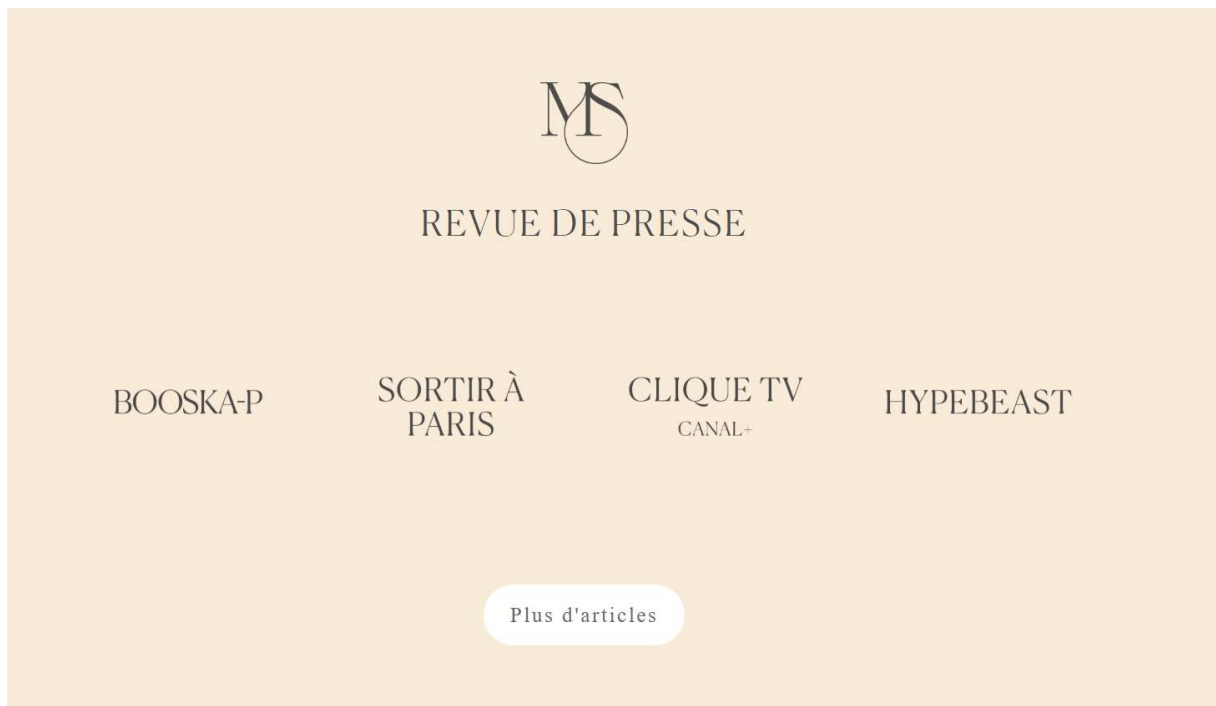 MS
REVUE DE PRESSE
BOOSKA-P
SORTIR À
PARIS
CLIQUE TV
CANAL+
HYPEBEAST
Plus d'articles